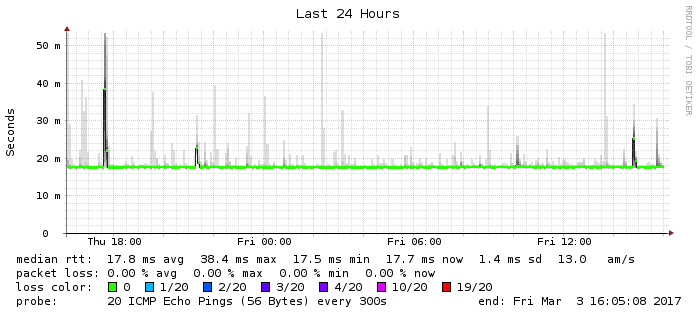 Last 24 Hours
RRDTOOL / TOBI OETIKER
Seconds
50 m
40 m
30 m
20 m
10 m
0
Thu 18:00 Fri 00:00 Fri 06:00 Fri 12:00
median rtt: 17.8 ms avg 38.4 ms max 17.5 ms min 17.7 ms now 1.4 ms sd 13.0 am/s
packet loss: 0.00 % avg 0.00 % max 0.00 % min 0.00 % now
loss color: 0 1/20 2/20 3/20 4/20 10/20 19/20
probe: 20 ICMP Echo Pings (56 Bytes) every 300s end: Fri Mar 3 16:05:08 2017